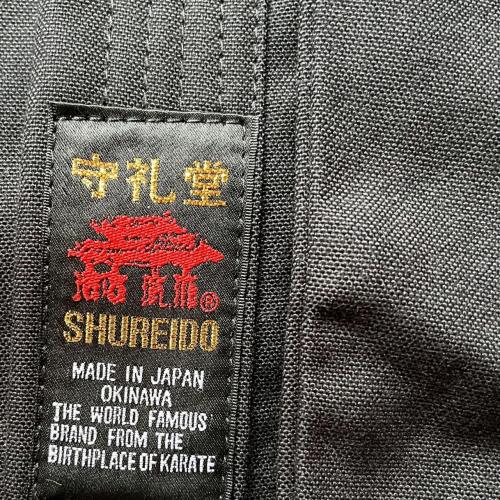 守礼堂
®
SHUREIDO
MADE IN JAPAN
OKINAWA
THE WORLD FAMOUS
BRAND FROM THE
BIRTHPLACE OF KARATE